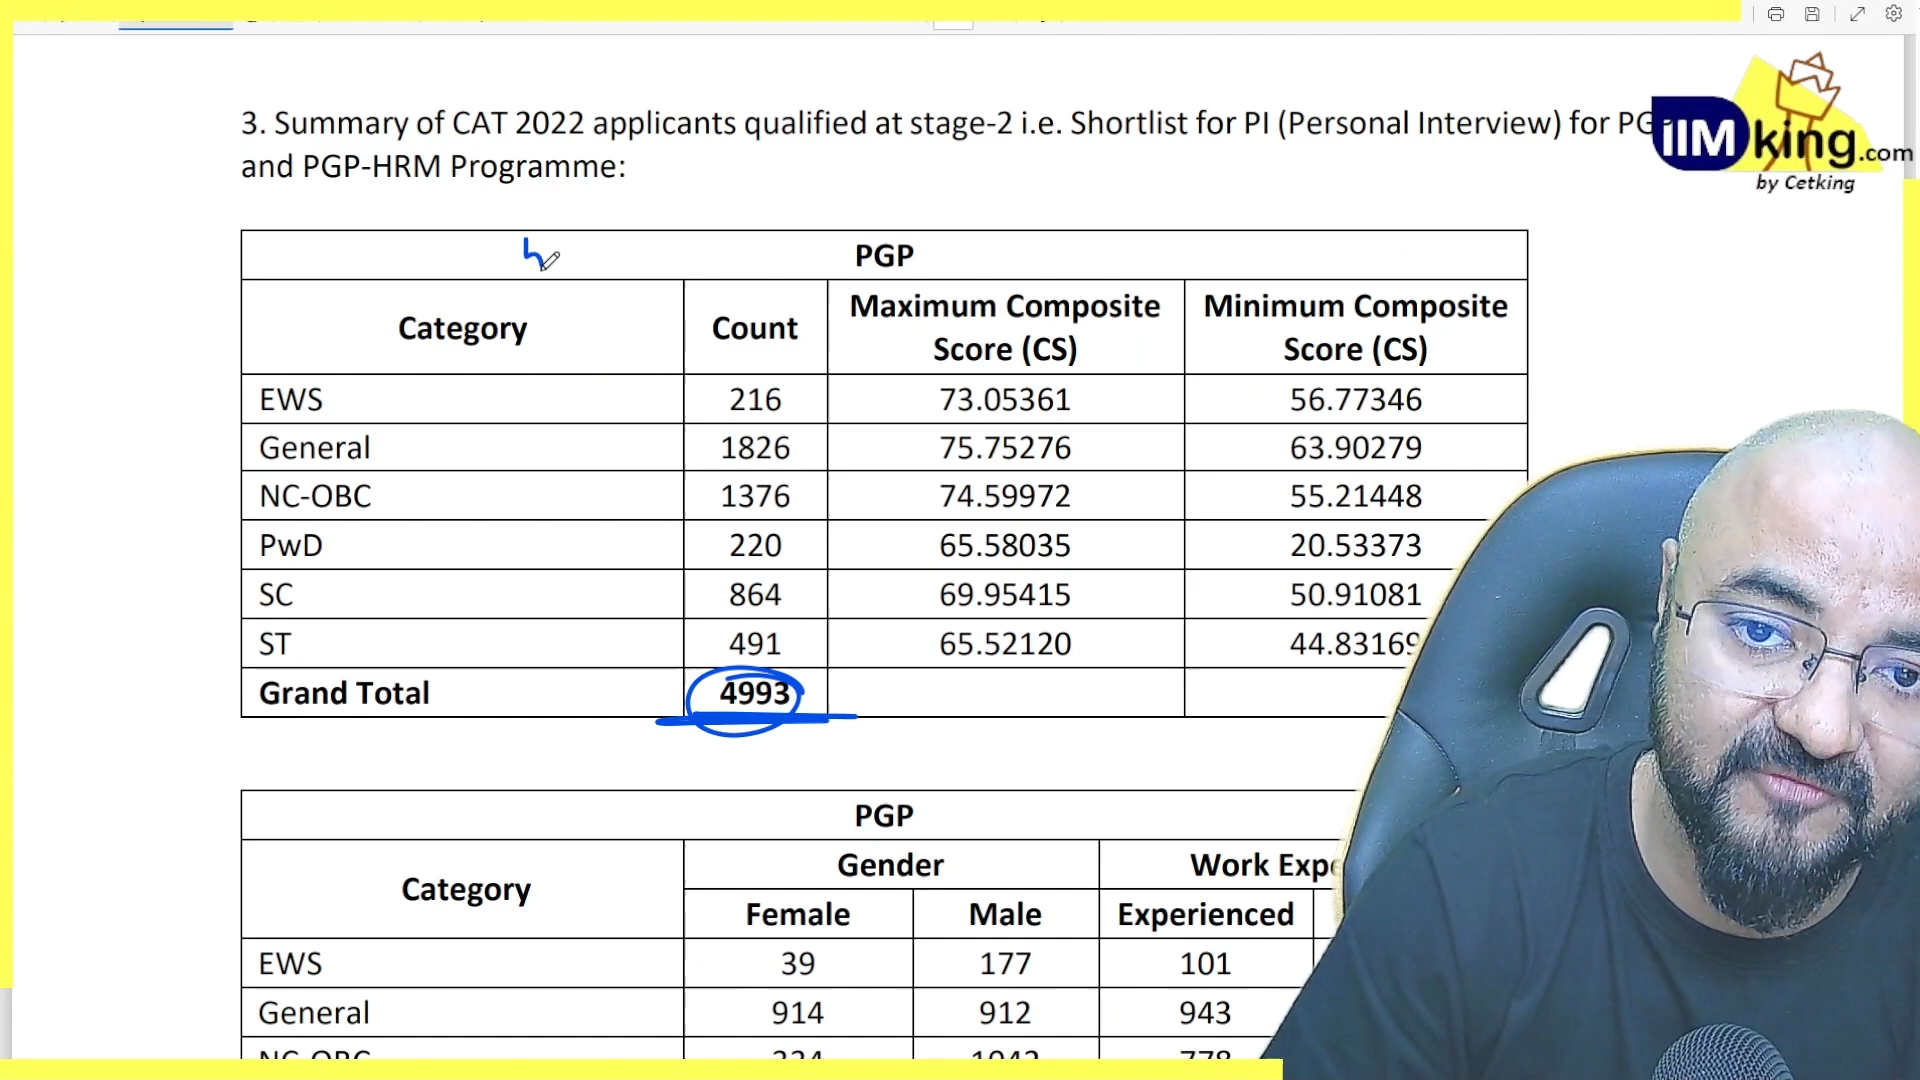 3. Summary of CAT 2022 applicants qualified at stage-2 i.e. Shortlist for PI (Personal Interview) for
and PGP-HRM Programme:
IIMking.com
by Cetking
PGP
Category Count Maximum Composite Score (CS) Minimum Composite Score (CS)
EWS 216 73.05361 56.77346
General 1826 75.75276 63.90279
NC-OBC 1376 74.59972 55.21448
PwD 220 65.58035 20.53373
SC 864 69.95415 50.91081
ST 491 65.52120 44.83169
Grand Total 4993
PGP
Category Gender Work
Female Male Experienced
EWS 39 177 101
General 914 912 943